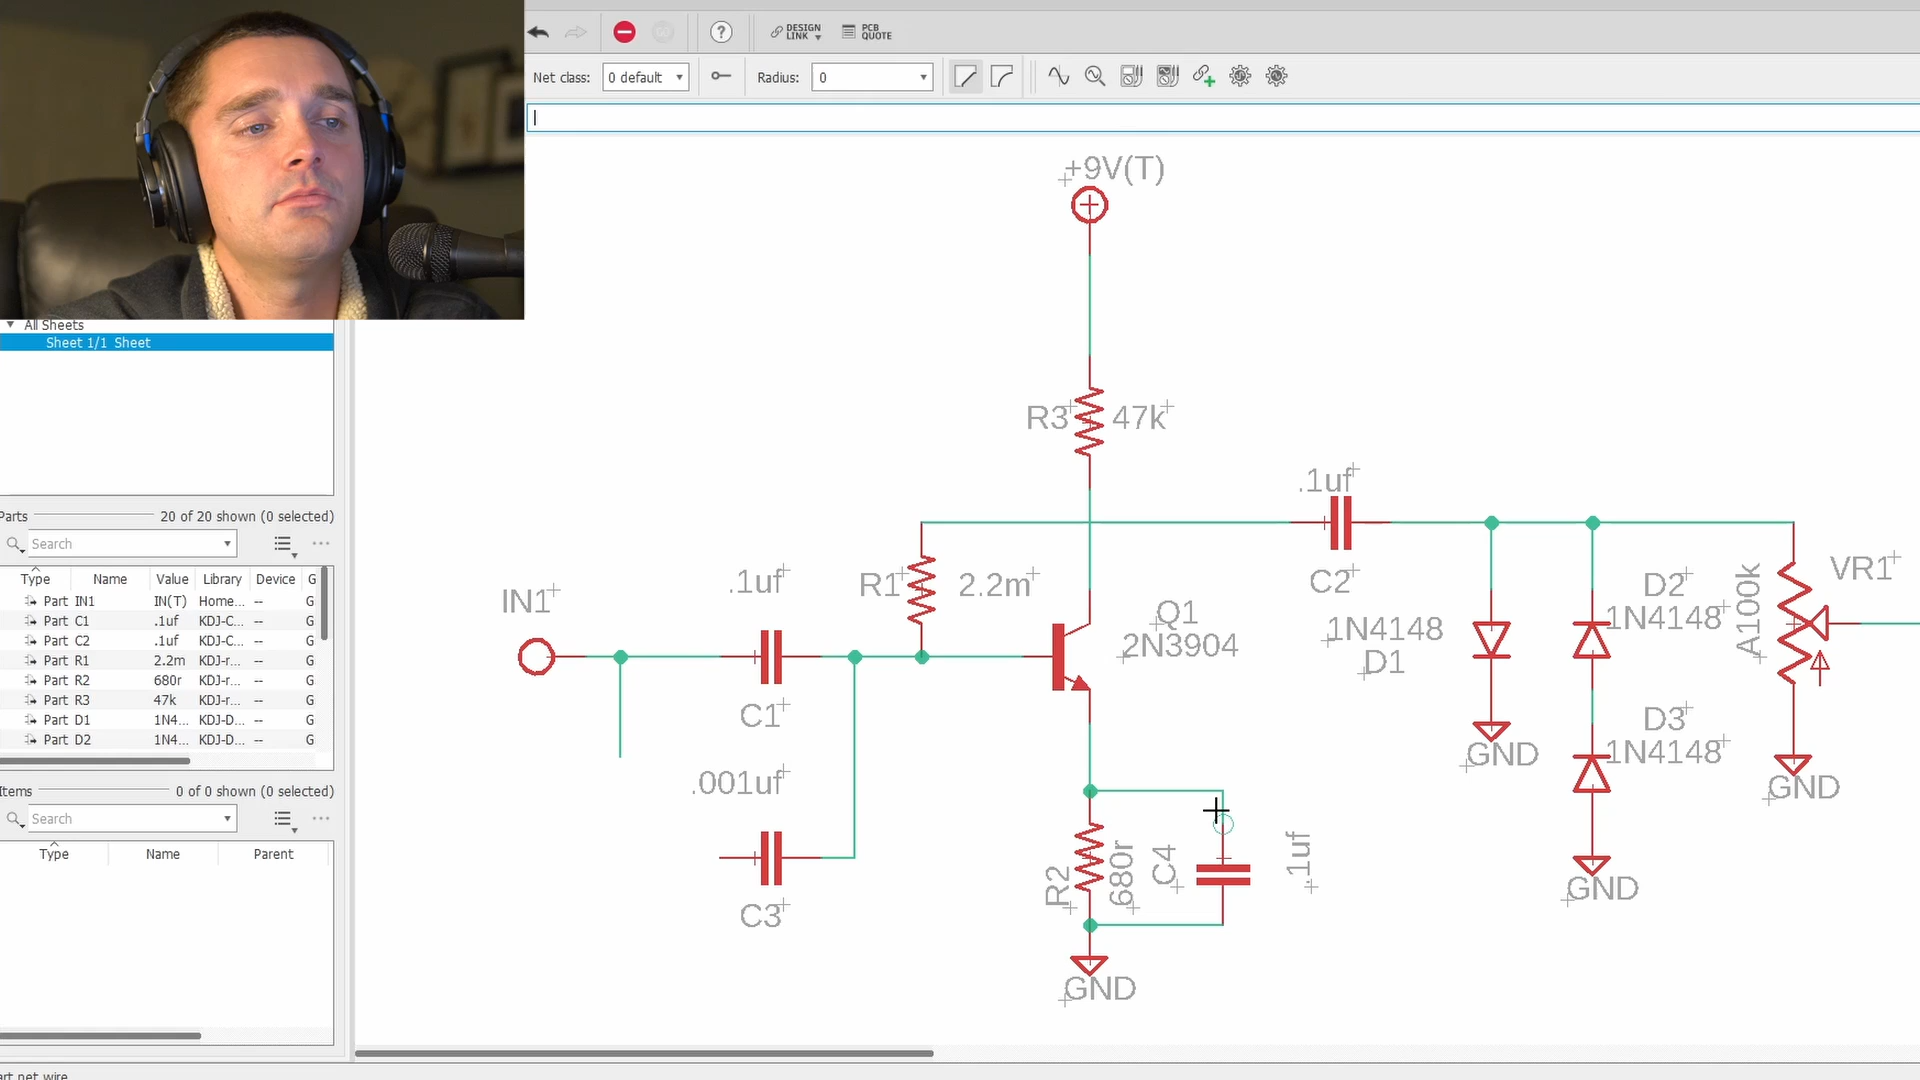 DESIGN LINK
PCB QUOTE
Net class:
0 default
Radius:
0
All Sheets
Sheet 1/1 Sheet
Parts
20 of 20 shown (0 selected)
Search
Type Name Value Library Device G
Part IN1 IN(T) Home... -- G
Part C1 .1uf KDJ-C... -- G
Part C2 .1uf KDJ-C... -- G
Part R1 2.2m KDJ-r... -- G
Part R2 680r KDJ-r... -- G
Part R3 47k KDJ-r... -- G
Part D1 1N4... KDJ-D... -- G
Part D2 1N4... KDJ-D... -- G
Items
0 of 0 shown (0 selected)
Search
Type Name Parent
art net wire
+9V(T)
R3 47k
.1uf
C2
IN1
.1uf
C1
R1 2.2m
Q1
2N3904
1N4148
D1
GND
D2
1N4148
D3
1N4148
GND
A100k
VR1
GND
.001uf
C3
R2
680r
C4
.1uf
GND